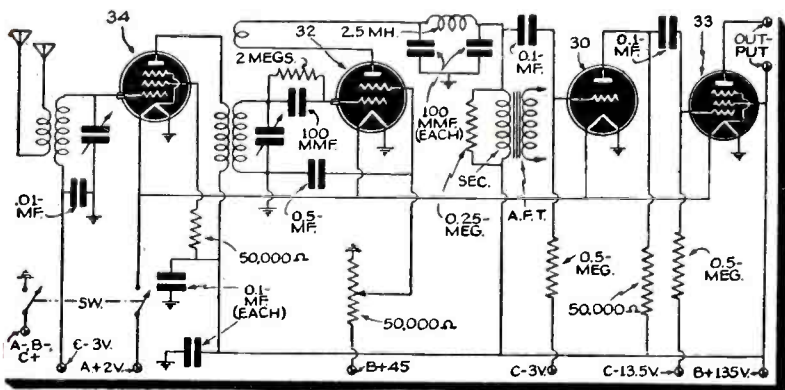 34
2 MEGS.
32
2.5 MH.
0.1-
MF.
30
0.1-
MF.
33
OUT-
PUT
100
MMF.
100
MMF.
(EACH)
SEC.
A.F.T.
.01-
MF.
0.5-
MF.
0.25-
MEG.
50,000 Ω
0.1-
MF.
(EACH)
50,000 Ω
0.5-
MEG.
50,000 Ω
0.5-
MEG.
SW.
A-,B-,
C+
C-3V.
A+2V.
B+45
C-3V.
C-13.5V.
B+135V.